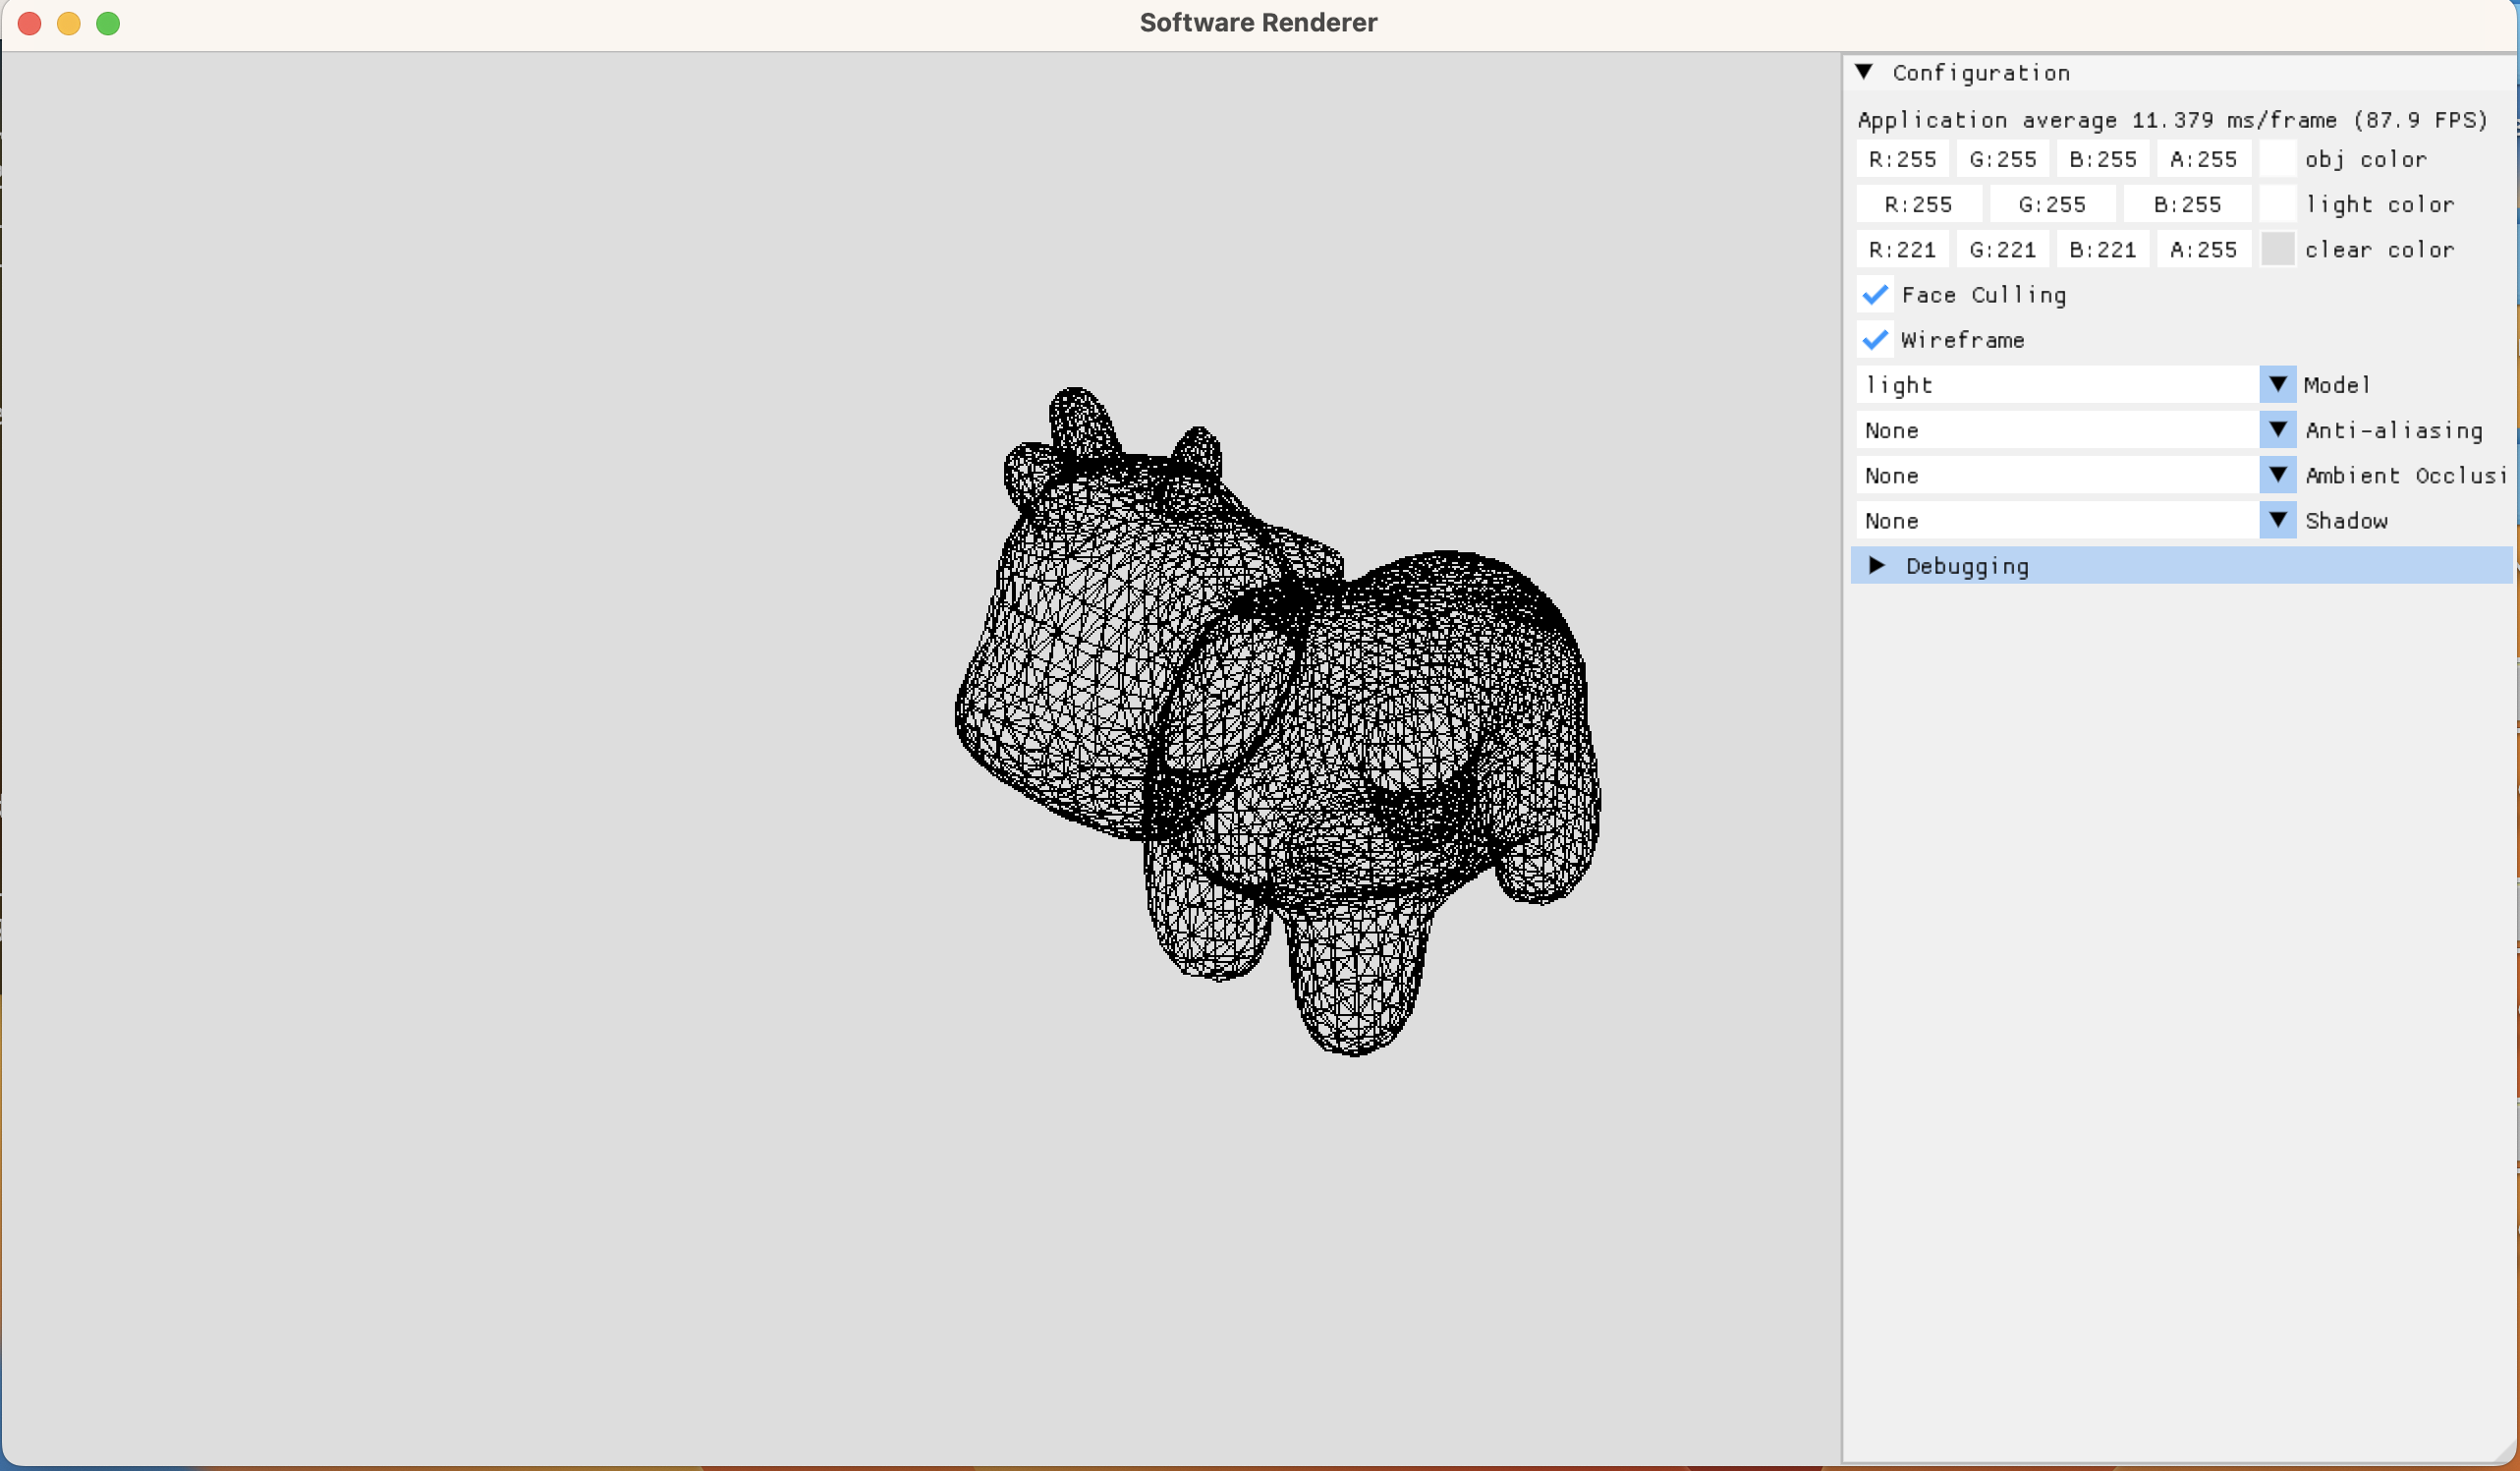 Software Renderer
Configuration
Application average 11.379 ms/frame (87.9 FPS)
R:255 G:255 B:255 A:255 obj color
R:255 G:255 B:255 light color
R:221 G:221 B:221 A:255 clear color
Face Culling
Wireframe
light Model
None Anti-aliasing
None Ambient Occlusi
None Shadow
Debugging